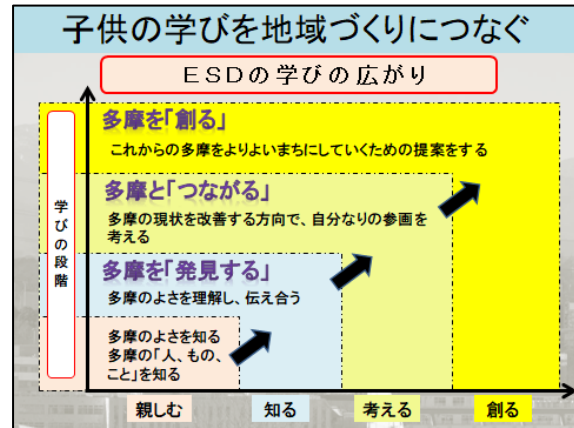 子供の学びを地域づくりにつなぐ
ESDの学びの広がり
学びの段階
多摩を「創る」
これからの多摩をよりよいまちにしていくための提案をする
多摩と「つながる」
多摩の現状を改善する方向で、自分なりの参画を
考える
多摩を「発見する」
多摩のよさを理解し、伝え合う
多摩のよさを知る
多摩の「人、もの、
こと」を知る
親しむ
知る
考える
創る